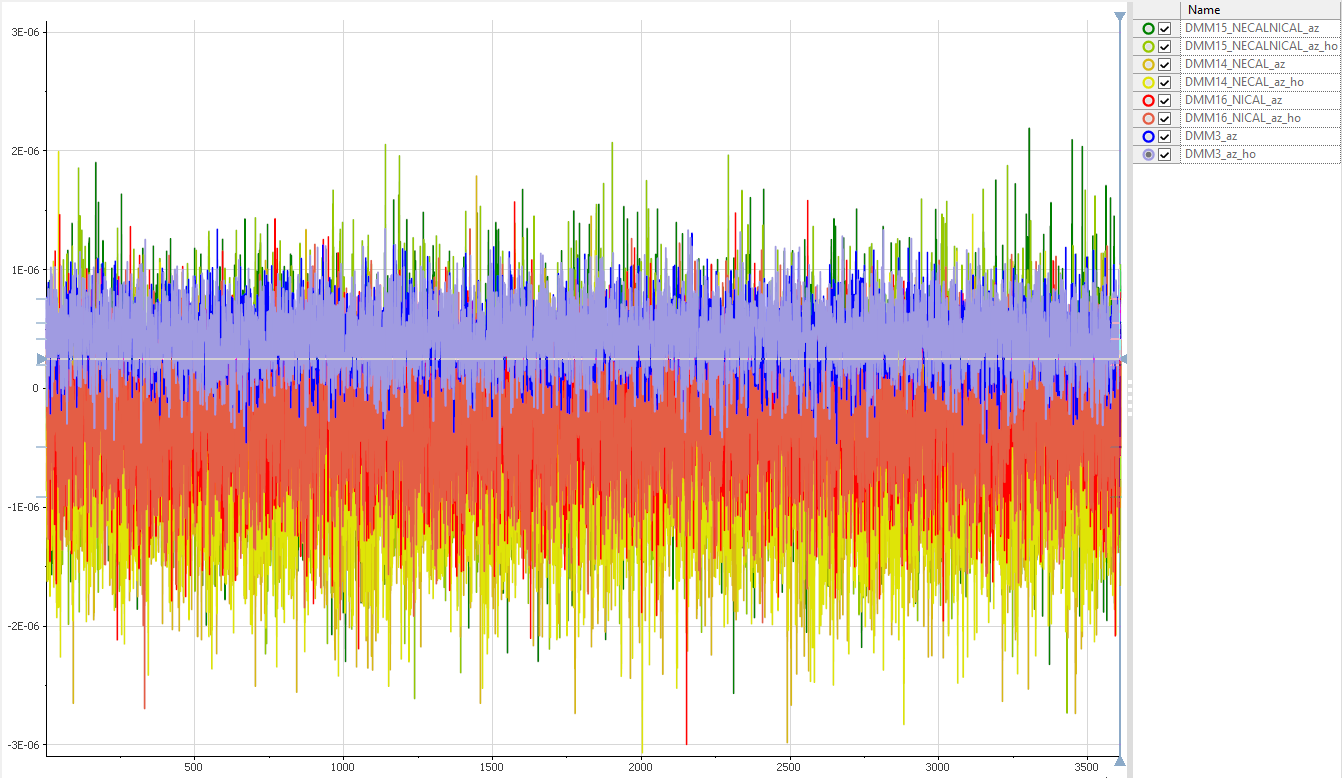 Name
DMM15_NECALNICAL_az
DMM15_NECALNICAL_az_ho
DMM14_NECAL_az
DMM14_NECAL_az_ho
DMM16_NICAL_az
DMM16_NICAL_az_ho
DMM3_az
DMM3_az_ho
3E-06
2E-06
1E-06
0
-1E-06
-2E-06
-3E-06
500
1000
1500
2000
2500
3000
3500